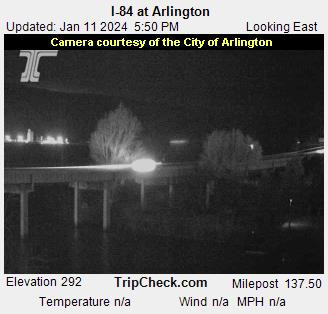 I-84 at Arlington
Updated: Jan 11 2024 5:50 PM Looking East
Camera courtesy of the City of Arlington
Elevation 292 TripCheck.com Milepost 137.50
Temperature n/a Wind n/a MPH n/a